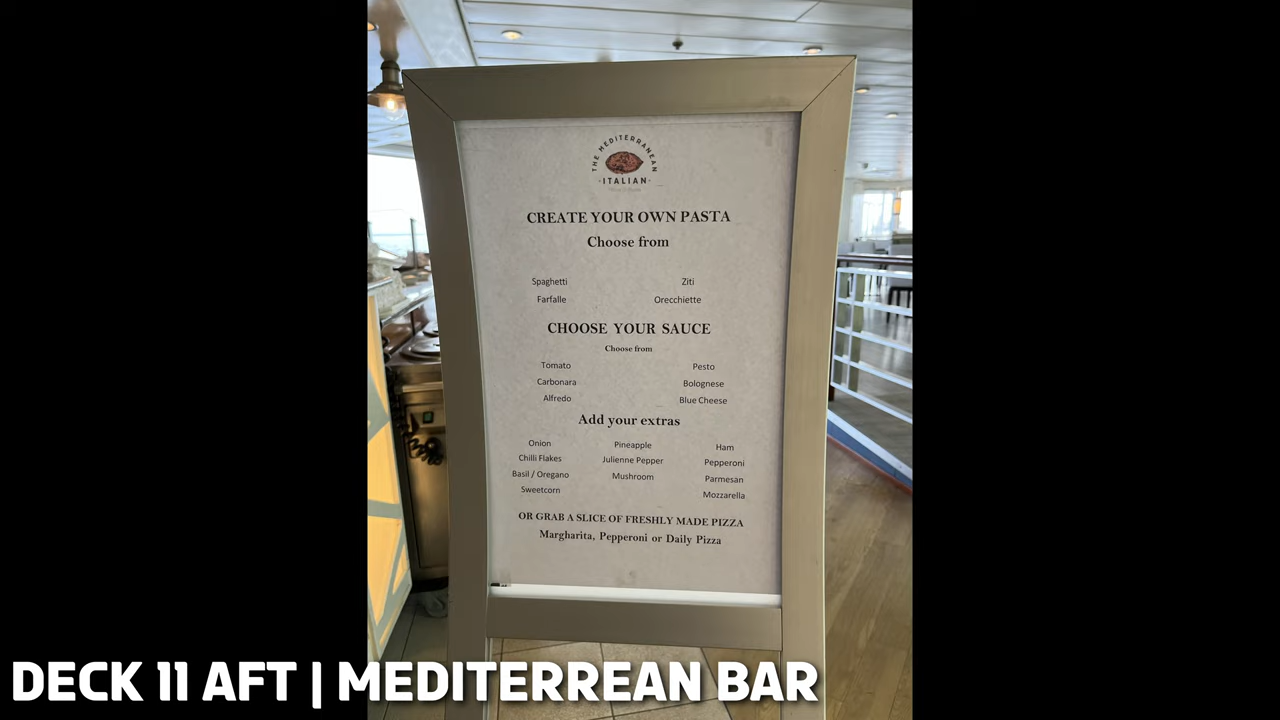 THE MEDITERRANEAN
·ITALIAN·
CREATE YOUR OWN PASTA
Choose from
Spaghetti Ziti
Farfalle Orecchiette
CHOOSE YOUR SAUCE
Choose from
Tomato Pesto
Carbonara Bolognese
Alfredo Blue Cheese
Add your extras
Onion Pineapple Ham
Chilli Flakes Julienne Pepper Pepperoni
Basil / Oregano Mushroom Parmesan
Sweetcorn Mozzarella
OR GRAB A SLICE OF FRESHLY MADE PIZZA
Margharita, Pepperoni or Daily Pizza
DECK 11 AFT | MEDITERREAN BAR